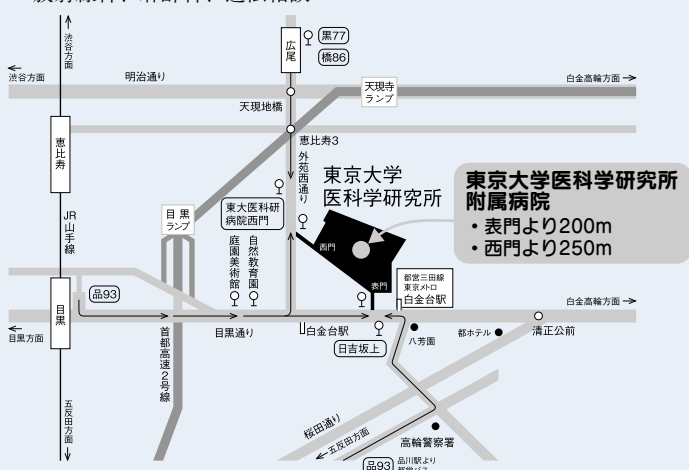 渋谷方面
広尾
黒77
橋86
渋谷方面
明治通り
天現寺
ランプ
白金高輪方面
天現地橋
恵比寿3
恵比寿
外苑西通り
東京大学
医科学研究所
東京大学医科学研究所
附属病院
・表門より200m
・西門より250m
東大医科研
病院西門
目黒
ランプ
JR山手線
庭園美術館
自然教育園
西門
表門
都営三田線
東京メトロ
白金台駅
品93
目黒
白金高輪方面
目黒方面
目黒通り
白金台駅
日吉坂上
八芳園
都ホテル
清正公前
首都高速2号線
五反田方面
桜田通り
五反田方面
高輪警察署
品93
品川駅より